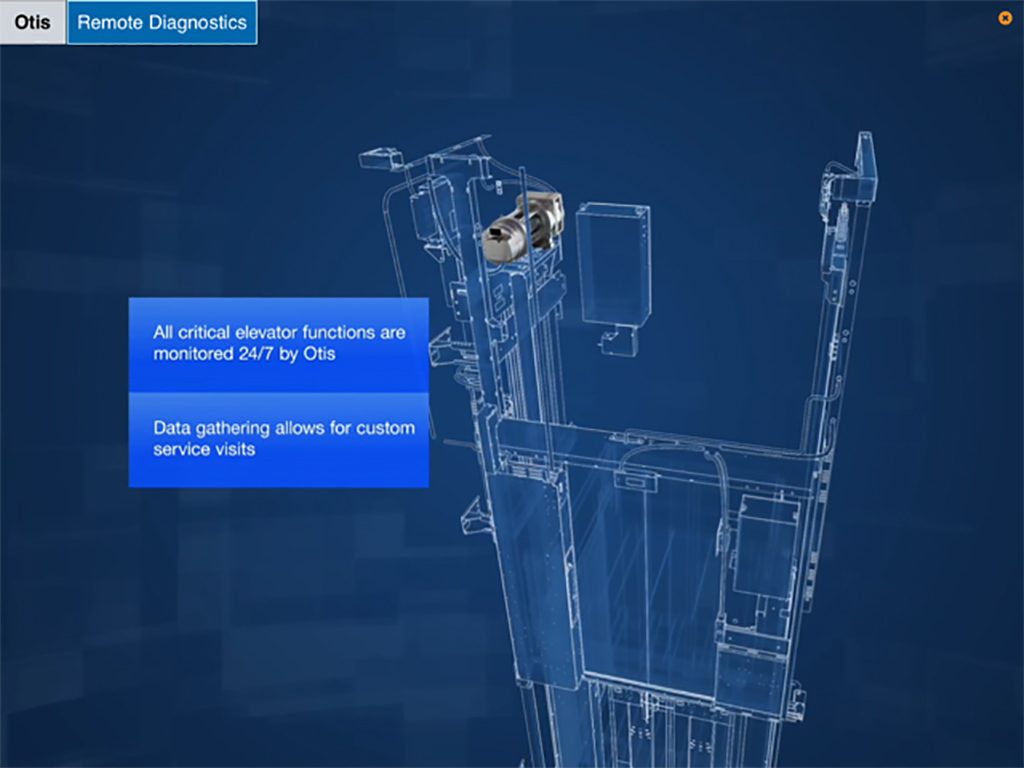 Otis
Remote Diagnostics
All critical elevator functions are
monitored 24/7 by Otis
Data gathering allows for custom
service visits